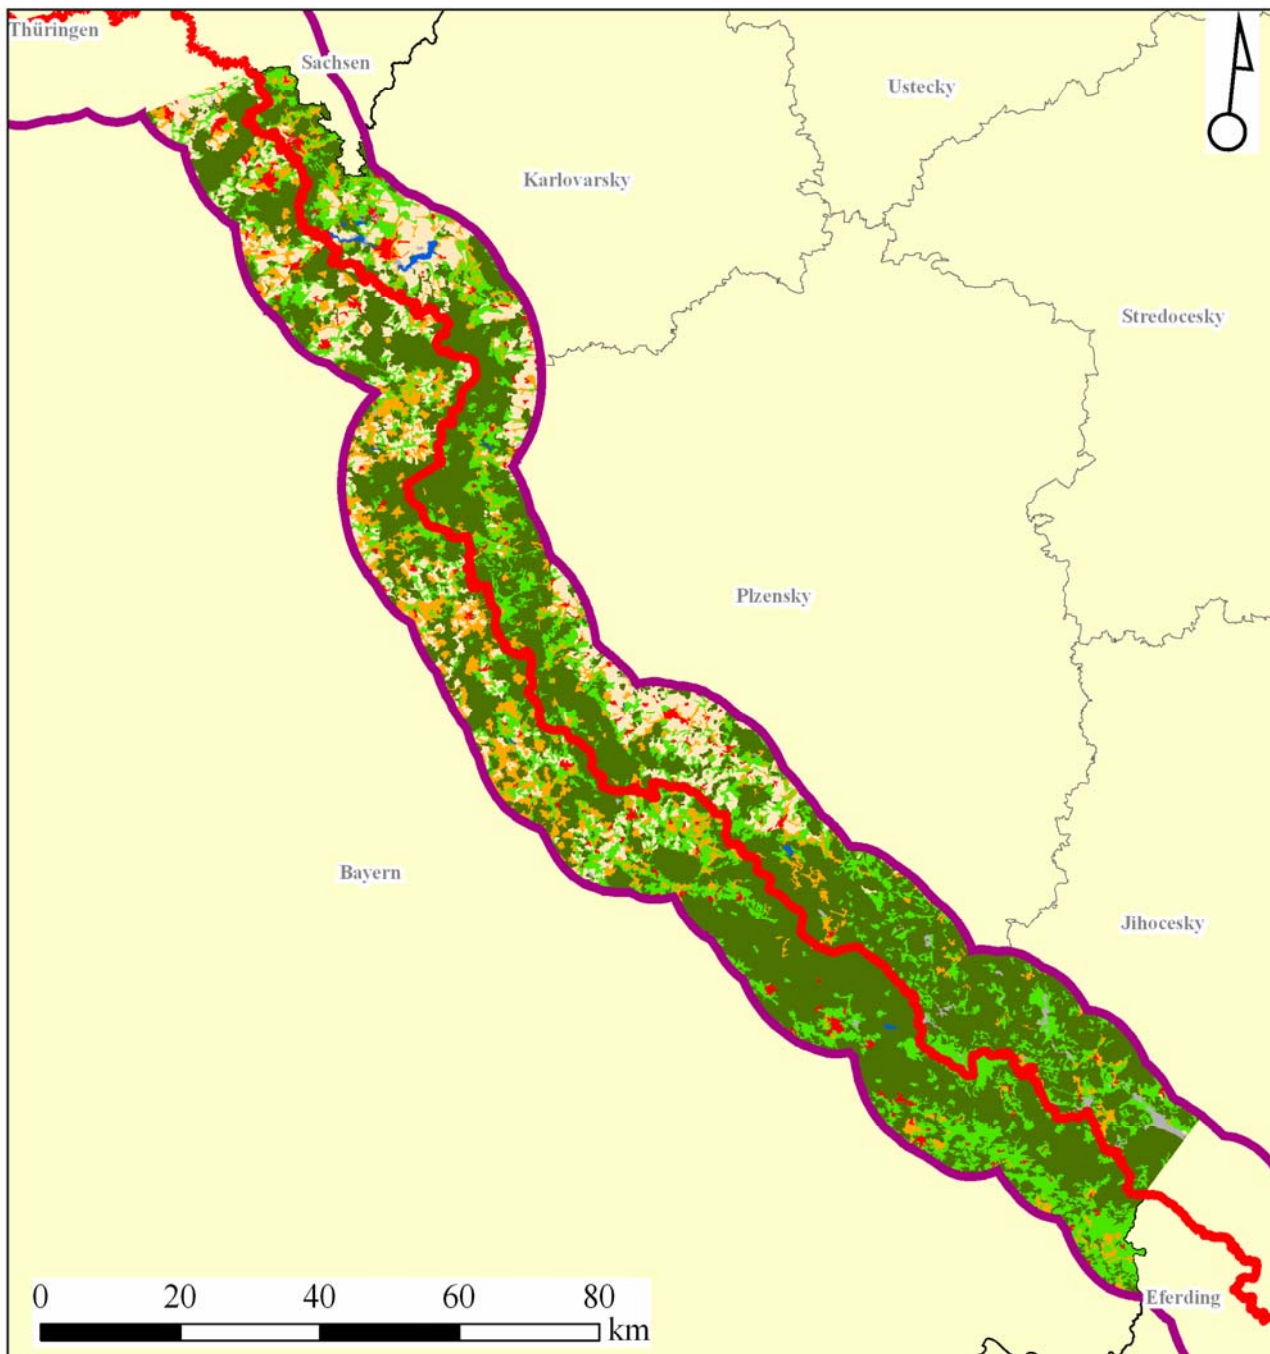 Thüringen
Sachsen
Ustecky
Karlovarsky
Stredocesky
Plzensky
Bayern
Jihocesky
Eferding
0 20 40 60 80
km